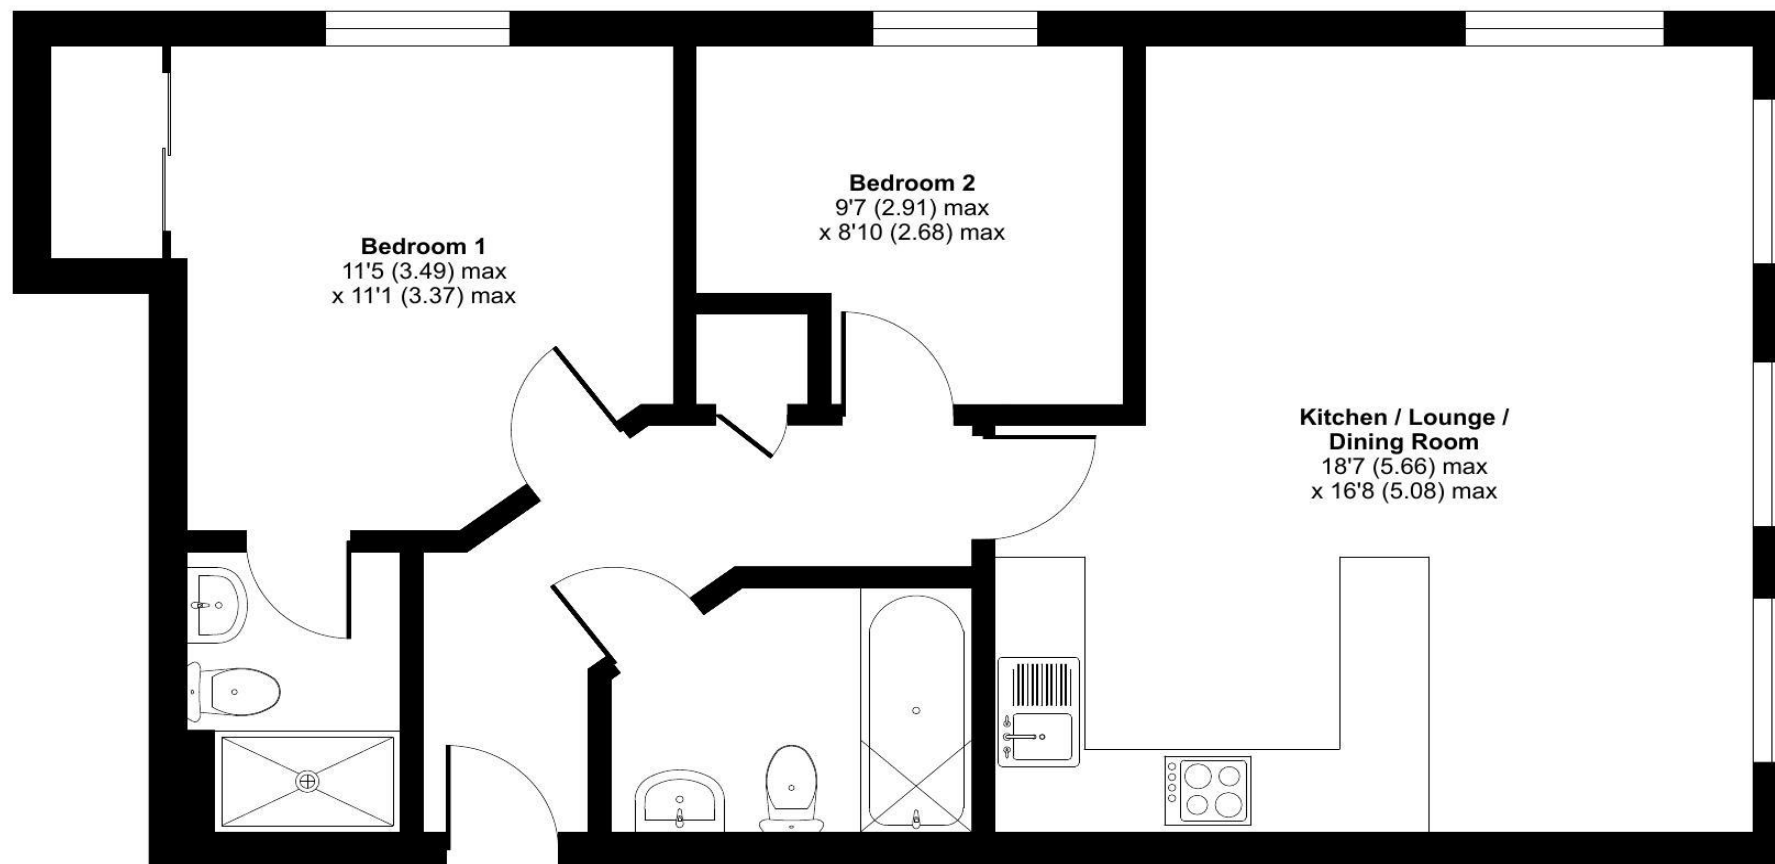 Bedroom 1
11'5 (3.49) max
x 11'1 (3.37) max
Bedroom 2
9'7 (2.91) max
x 8'10 (2.68) max
Kitchen / Lounge /
Dining Room
18'7 (5.66) max
x 16'8 (5.08) max